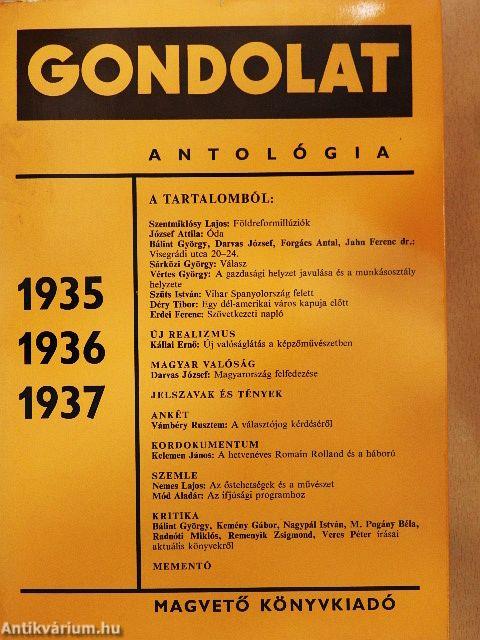 GONDOLAT
ANTOLÓGIA
1935
1936
1937
A TARTALOMBÓL:
Szentmiklósy Lajos: Földreformillúziók
József Attila: Óda
Bálint György, Darvas József, Forgács Antal, Jahn Ferenc dr.:
Visegrádi utca 20–24.
Sárközi György: Válasz
Vértes György: A gazdasági helyzet javulása és a munkásosztály
helyzete
Szüts István: Vihar Spanyolország felett
Déry Tibor: Egy dél-amerikai város kapuja előtt
Erdei Ferenc: Szövetkezeti napló
ÚJ REALIZMUS
Kállai Ernő: Új valóságlátás a képzőművészetben
MAGYAR VALÓSÁG
Darvas József: Magyarország felfedezése
JELSZAVAK ÉS TÉNYEK
ANKÉT
Vámbéry Rusztem: A választójog kérdéséről
KORDOKUMENTUM
Kelemen János: A hetvenéves Romain Rolland és a háború
SZEMLE
Nemes Lajos: Az őstehetségek és a művészet
Mód Aladár: Az ifjúsági programhoz
KRITIKA
Bálint György, Kemény Gábor, Nagypál István, M. Pogány Béla,
Radnóti Miklós, Remenyik Zsigmond, Veres Péter írásai
aktuális könyvekről
MEMENTÓ
MAGVETŐ KÖNYVKIADÓ
Antikvárium.hu